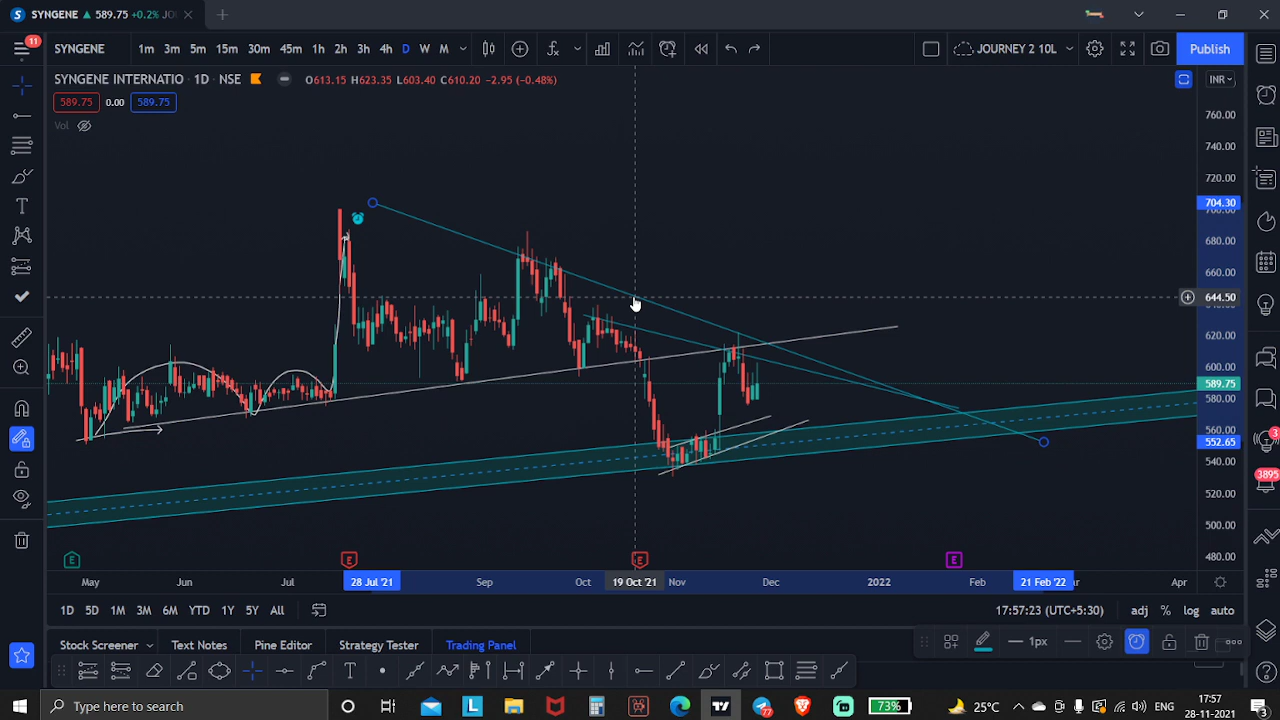 SYNGENE ▲ 589.75 +0.2% JO
11
SYNGENE 1m 3m 5m 15m 30m 45m 1h 2h 3h 4h D W M JOURNEY 2 10L Publish
SYNGENE INTERNATIO · 1D · NSE O613.15 H623.35 L603.40 C610.20 −2.95 (−0.48%) INR
589.75 0.00 589.75
Vol
760.00
740.00
720.00
704.30
680.00
660.00
644.50
620.00
600.00
589.75
580.00
560.00
552.65
540.00
520.00
500.00
480.00
3
3895
E E E E
May Jun Jul 28 Jul '21 Sep Oct 19 Oct '21 Nov Dec 2022 Feb 21 Feb '22 Apr
1D 5D 1M 3M 6M YTD 1Y 5Y All 17:57:23 (UTC+5:30) adj % log auto
Stock Screener Text Notes Pine Editor Strategy Tester Trading Panel 1px
Type here to search 73% 77 25°C ENG 17:57
28-11-2021 3